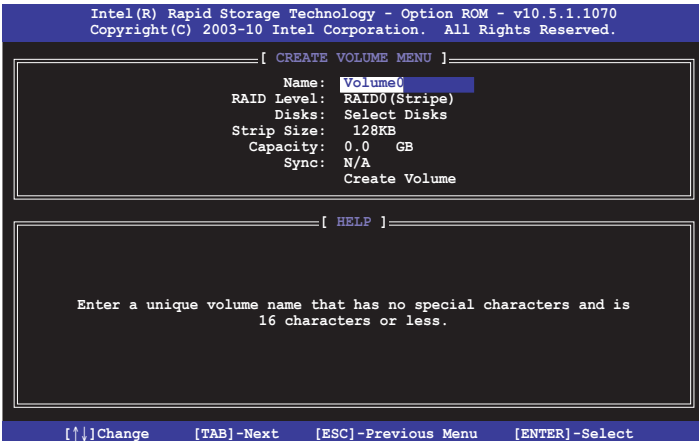 Intel(R) Rapid Storage Technology - Option ROM - v10.5.1.1070
Copyright(C) 2003-10 Intel Corporation.  All Rights Reserved.
[ CREATE VOLUME MENU ]
Name: Volume0
RAID Level: RAID0(Stripe)
Disks: Select Disks
Strip Size: 128KB
Capacity: 0.0 GB
Sync: N/A
Create Volume
[ HELP ]
Enter a unique volume name that has no special characters and is
16 characters or less.
[↑↓]Change [TAB]-Next [ESC]-Previous Menu [ENTER]-Select